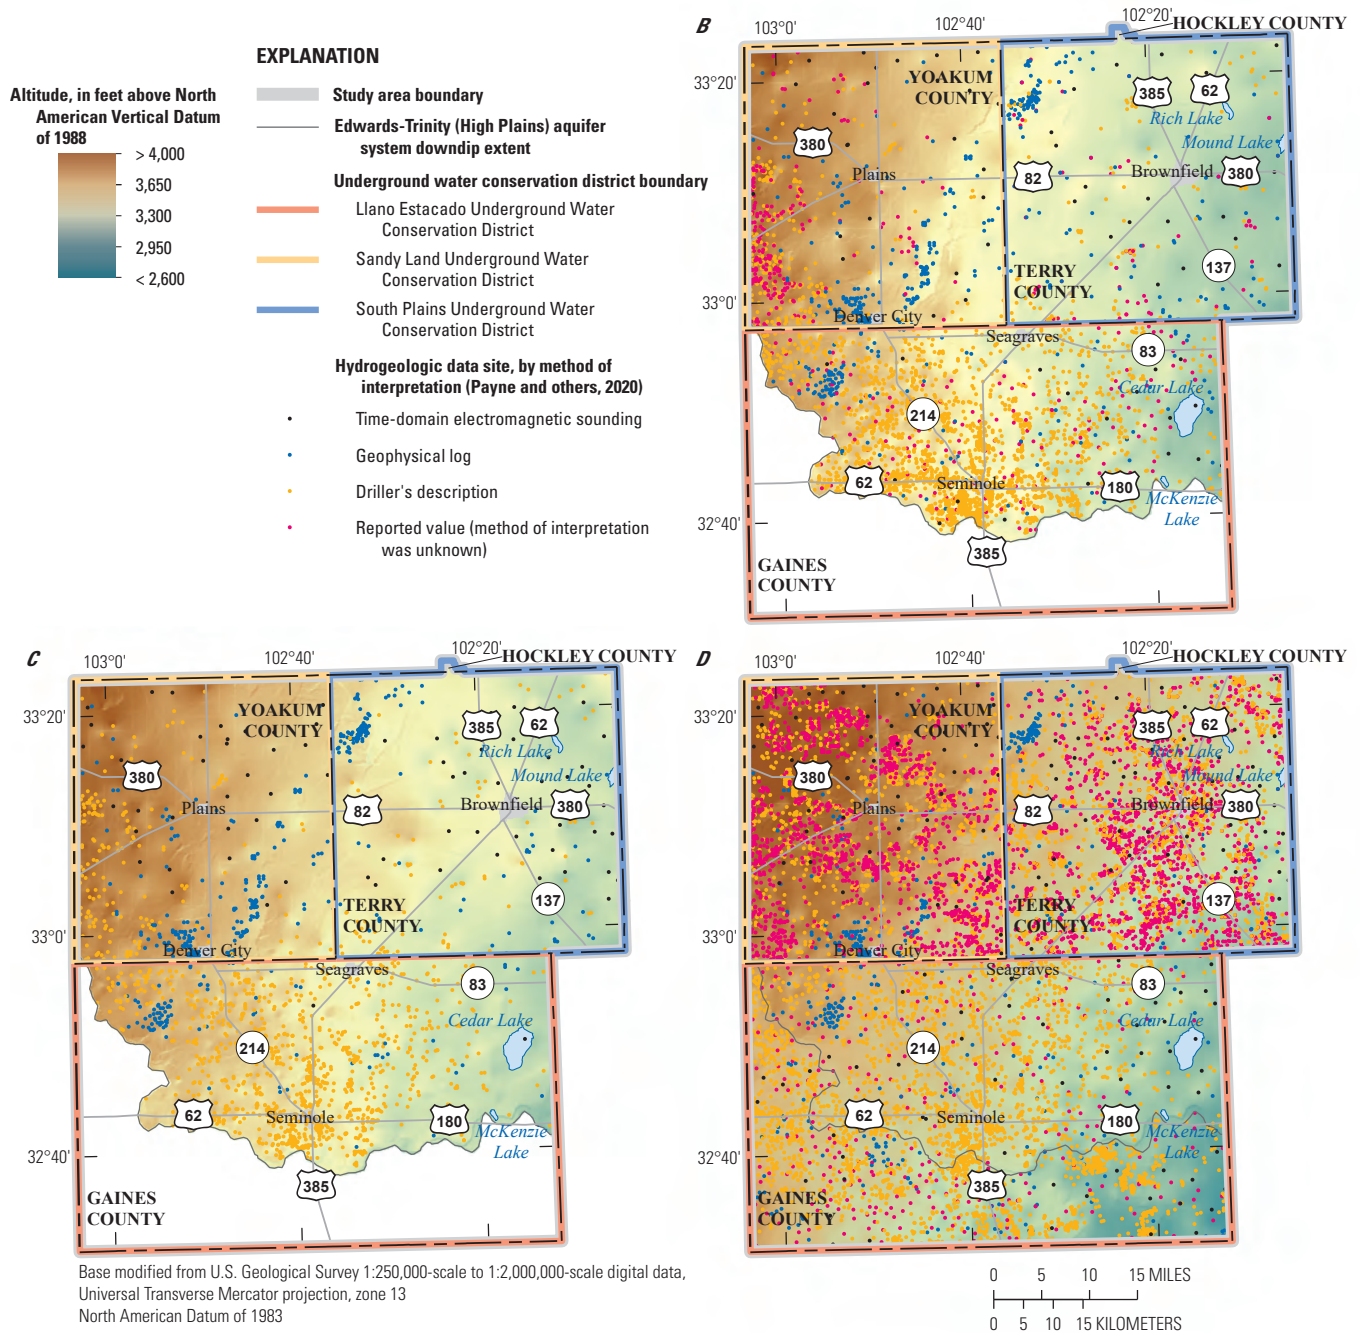 EXPLANATION
Altitude, in feet above North
American Vertical Datum
of 1988
> 4,000
3,650
3,300
2,950
< 2,600
Study area boundary
Edwards-Trinity (High Plains) aquifer
system downdip extent
Underground water conservation district boundary
Llano Estacado Underground Water
Conservation District
Sandy Land Underground Water
Conservation District
South Plains Underground Water
Conservation District
Hydrogeologic data site, by method of
interpretation (Payne and others, 2020)
Time-domain electromagnetic sounding
Geophysical log
Driller's description
Reported value (method of interpretation
was unknown)
B
103°0'
102°40'
102°20'
HOCKLEY COUNTY
33°20'
33°0'
32°40'
YOAKUM
COUNTY
385
62
Rich Lake
Mound Lake
380
Plains
82
Brownfield
380
TERRY
COUNTY
137
Denver City
Seagraves
83
Cedar Lake
214
62
Seminole
180
McKenzie
Lake
385
GAINES
COUNTY
C
103°0'
102°40'
102°20'
HOCKLEY COUNTY
33°20'
33°0'
32°40'
YOAKUM
COUNTY
385
62
Rich Lake
Mound Lake
380
Plains
82
Brownfield
380
TERRY
COUNTY
137
Denver City
Seagraves
83
Cedar Lake
214
62
Seminole
180
McKenzie
Lake
385
GAINES
COUNTY
D
103°0'
102°40'
102°20'
HOCKLEY COUNTY
33°20'
33°0'
32°40'
YOAKUM
COUNTY
385
62
Rich Lake
Mound Lake
380
Plains
82
Brownfield
380
TERRY
COUNTY
137
Denver City
Seagraves
83
Cedar Lake
214
62
Seminole
180
McKenzie
Lake
385
GAINES
COUNTY
Base modified from U.S. Geological Survey 1:250,000-scale to 1:2,000,000-scale digital data,
Universal Transverse Mercator projection, zone 13
North American Datum of 1983
0 5 10 15 MILES
0 5 10 15 KILOMETERS